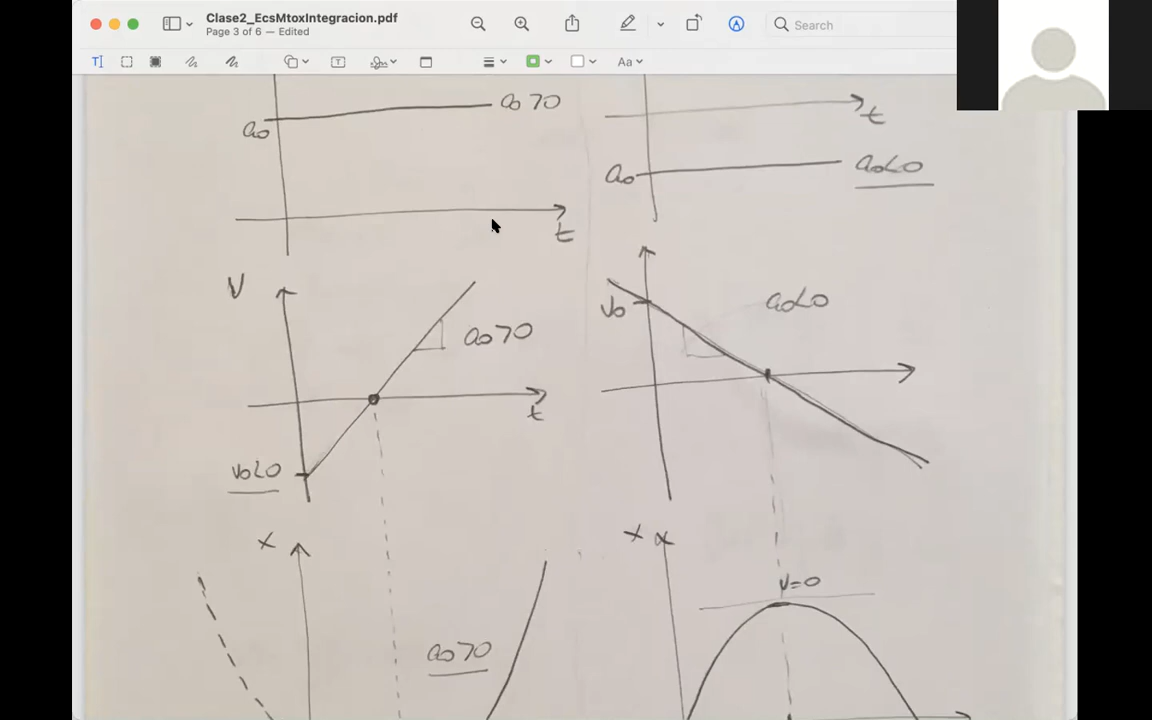 Clase2_EcsMtoxIntegracion.pdf
Page 3 of 6 — Edited
Search
Aa
a0>0
a0
t
a0
a0<0
V
a0>0
t
v0<0
v0
a0<0
x
a0>0
x
v=0